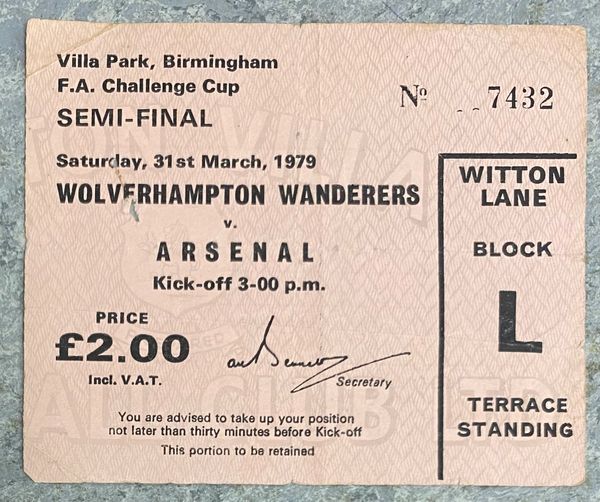 Villa Park, Birmingham
F.A. Challenge Cup
SEMI-FINAL
Nº 7432
Saturday, 31st March, 1979
WOLVERHAMPTON WANDERERS
v.
ARSENAL
Kick-off 3-00 p.m.
PRICE
£2.00
Incl. V.A.T.
Secretary
You are advised to take up your position
not later than thirty minutes before Kick-off
This portion to be retained
WITTON
LANE
BLOCK
L
TERRACE
STANDING